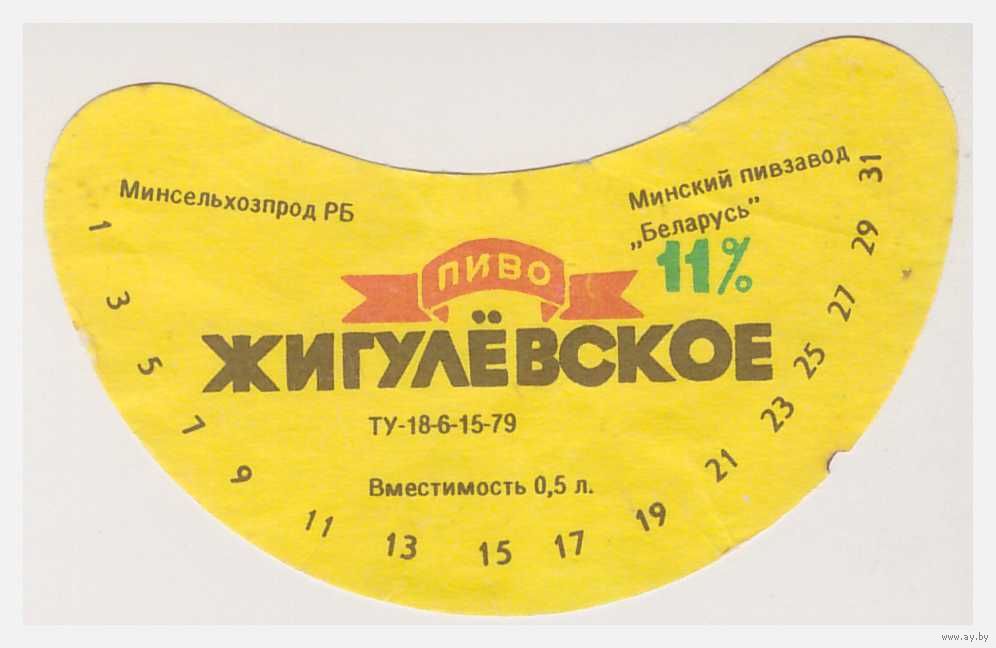 Минсельхозпрод РБ
Минский пивзавод
„Беларусь”
11%
ПИВО
ЖИГУЛЁВСКОЕ
ТУ-18-6-15-79
Вместимость 0,5 л.
1
3
5
7
9
11
13
15
17
19
21
23
25
27
29
31
www.ay.by